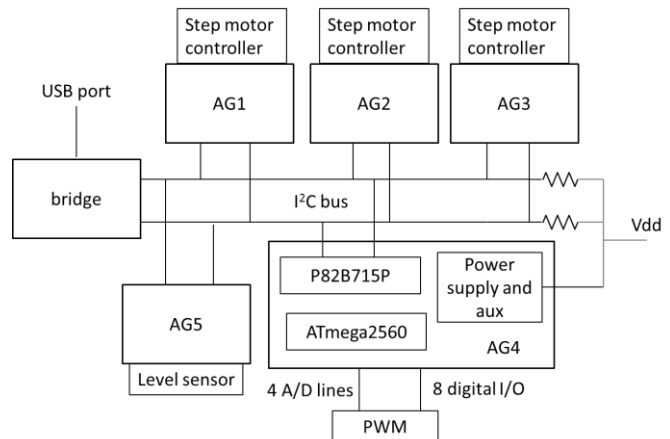 Step motor
controller
Step motor
controller
Step motor
controller
AG1
AG2
AG3
USB port
bridge
I²C bus
Vdd
P82B715P
Power
supply and
aux
ATmega2560
AG4
AG5
Level sensor
4 A/D lines
8 digital I/O
PWM